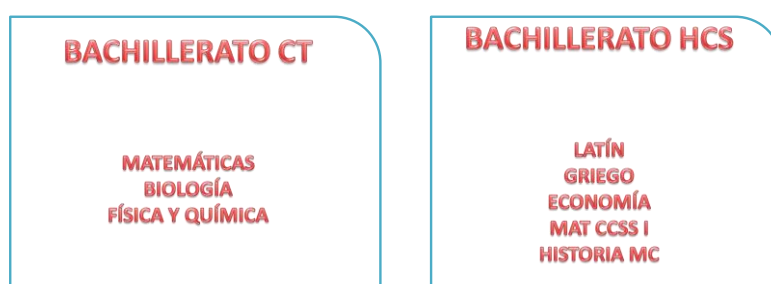 BACHILLERATO CT
MATEMÁTICAS
BIOLOGÍA
FÍSICA Y QUÍMICA
BACHILLERATO HCS
LATÍN
GRIEGO
ECONOMÍA
MAT CCSS I
HISTORIA MC